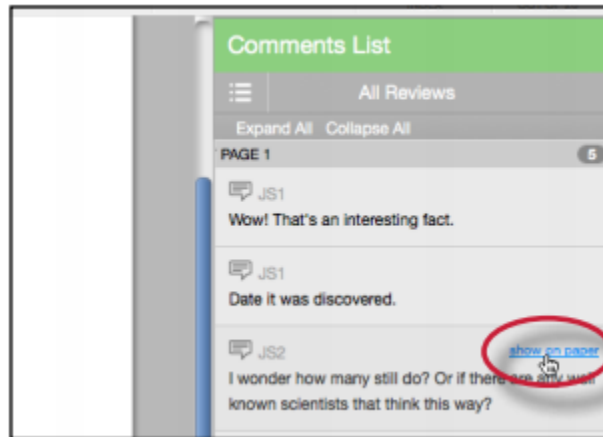 Comments List
All Reviews
Expand All Collapse All
PAGE 1 5
JS1
Wow! That's an interesting fact.
JS1
Date it was discovered.
JS2 show on paper
I wonder how many still do? Or if there are any well
known scientists that think this way?